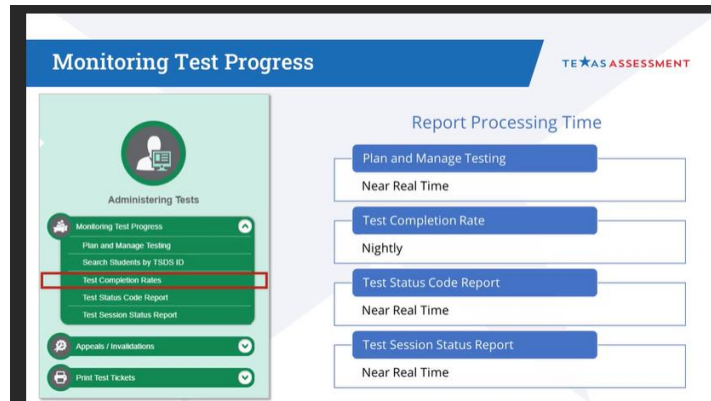 Monitoring Test Progress
TEXAS ASSESSMENT
Administering Tests
Monitoring Test Progress
Plan and Manage Testing
Search Students by TSDS ID
Test Completion Rates
Test Status Code Report
Test Session Status Report
Appeals / Invalidations
Print Test Tickets
Report Processing Time
Plan and Manage Testing
Near Real Time
Test Completion Rate
Nightly
Test Status Code Report
Near Real Time
Test Session Status Report
Near Real Time